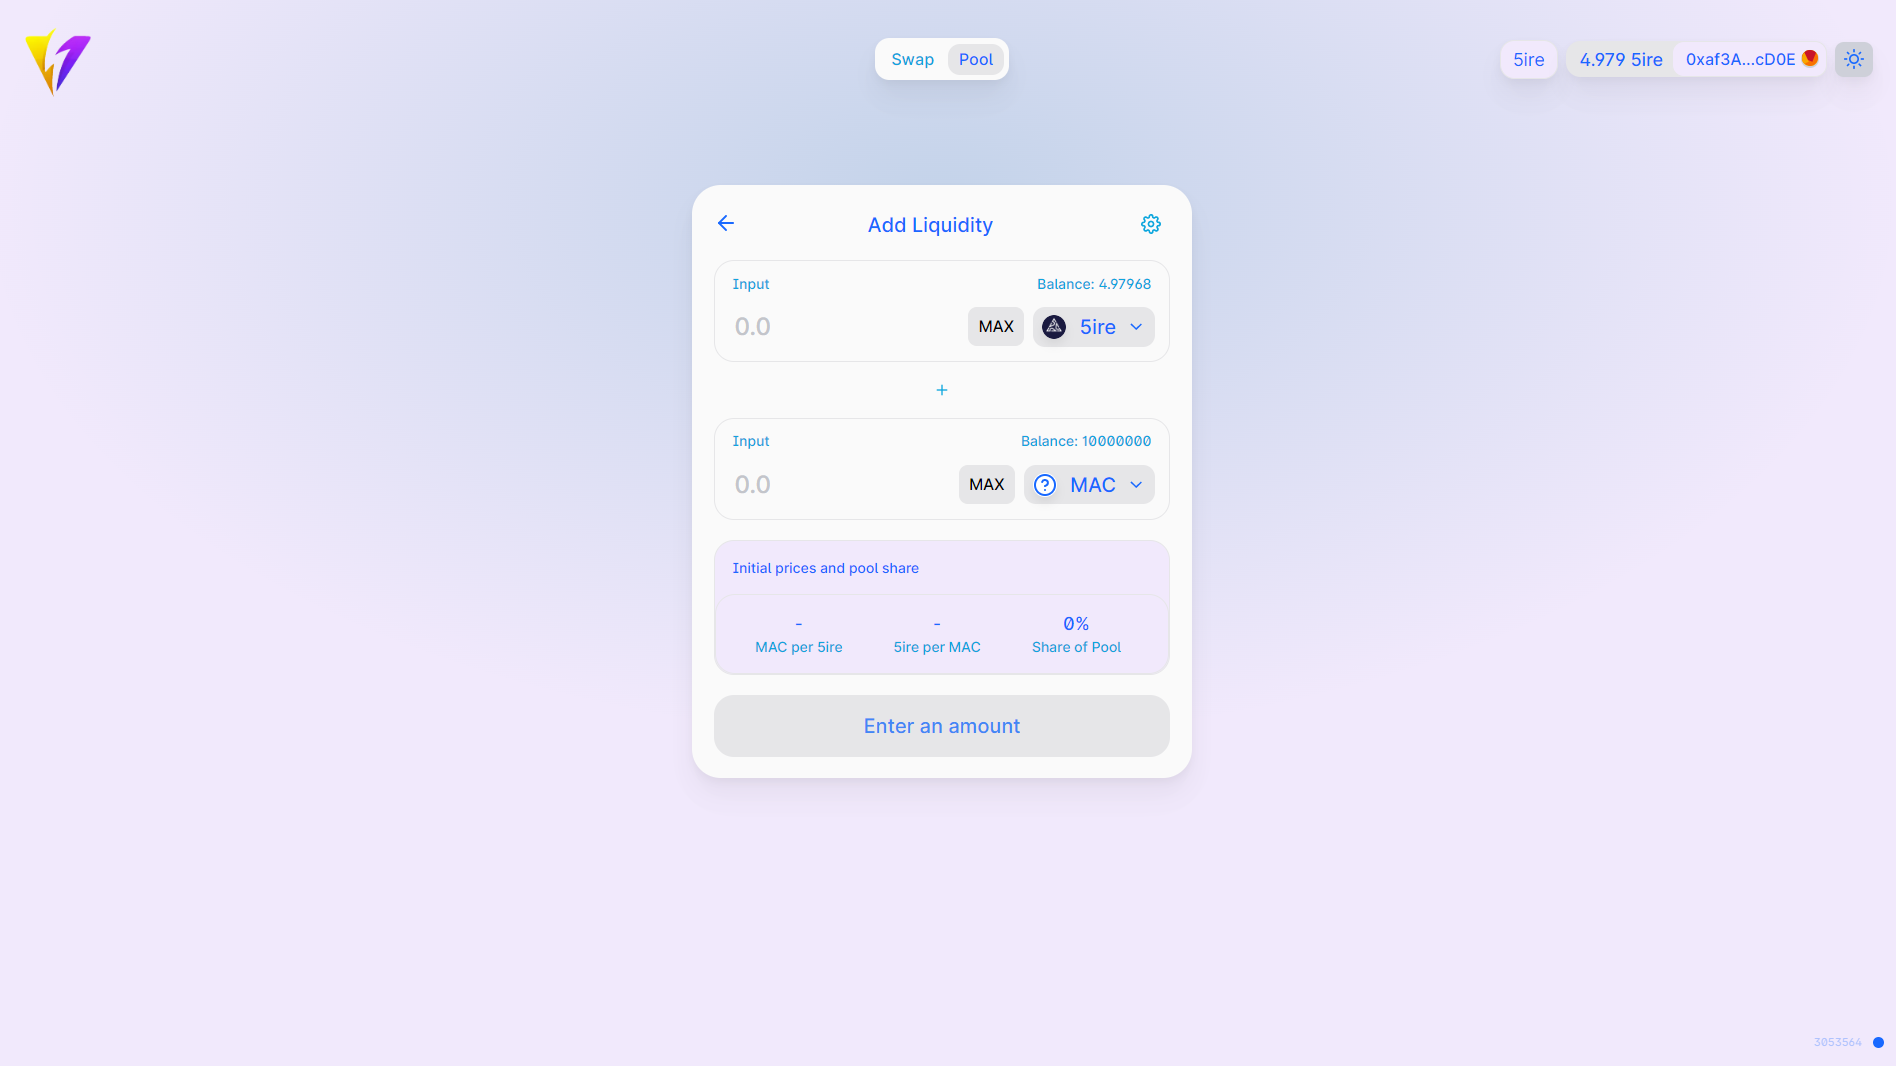 Swap Pool
5ire 4.979 5ire 0xaf3A...cD0E
Add Liquidity
Input Balance: 4.97968
0.0 MAX 5ire
+
Input Balance: 10000000
0.0 MAX ? MAC
Initial prices and pool share
- - 0%
MAC per 5ire 5ire per MAC Share of Pool
Enter an amount
3053564